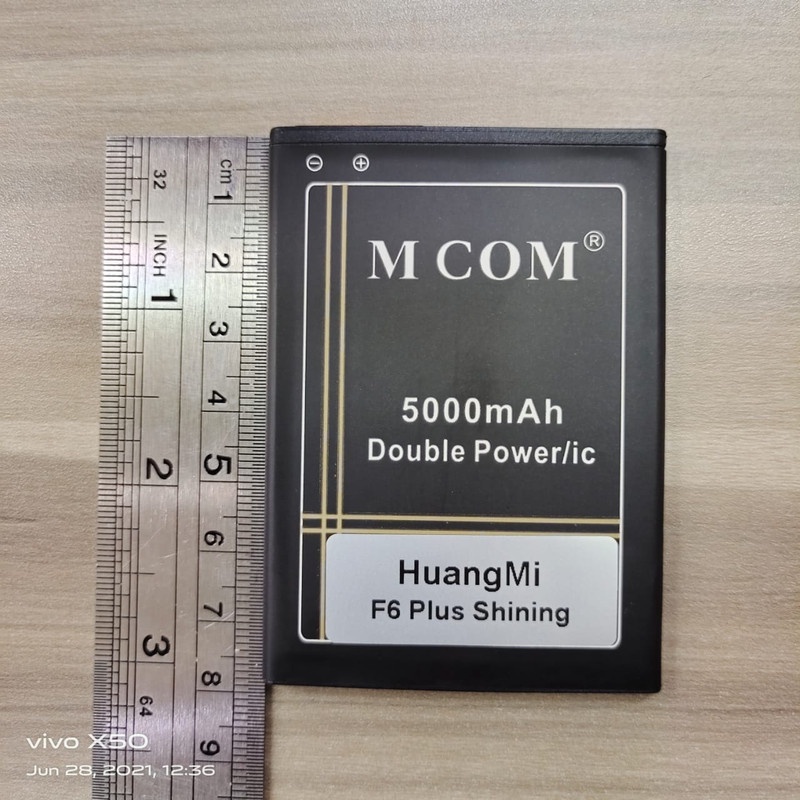 ⊖ ⊕
M COM®
5000mAh
Double Power/ic
HuangMi
F6 Plus Shining
cm 1
2
3
4
5
6
7
8
9
32
INCH
1
2
3
64
vivo X50
Jun 28, 2021, 12:36